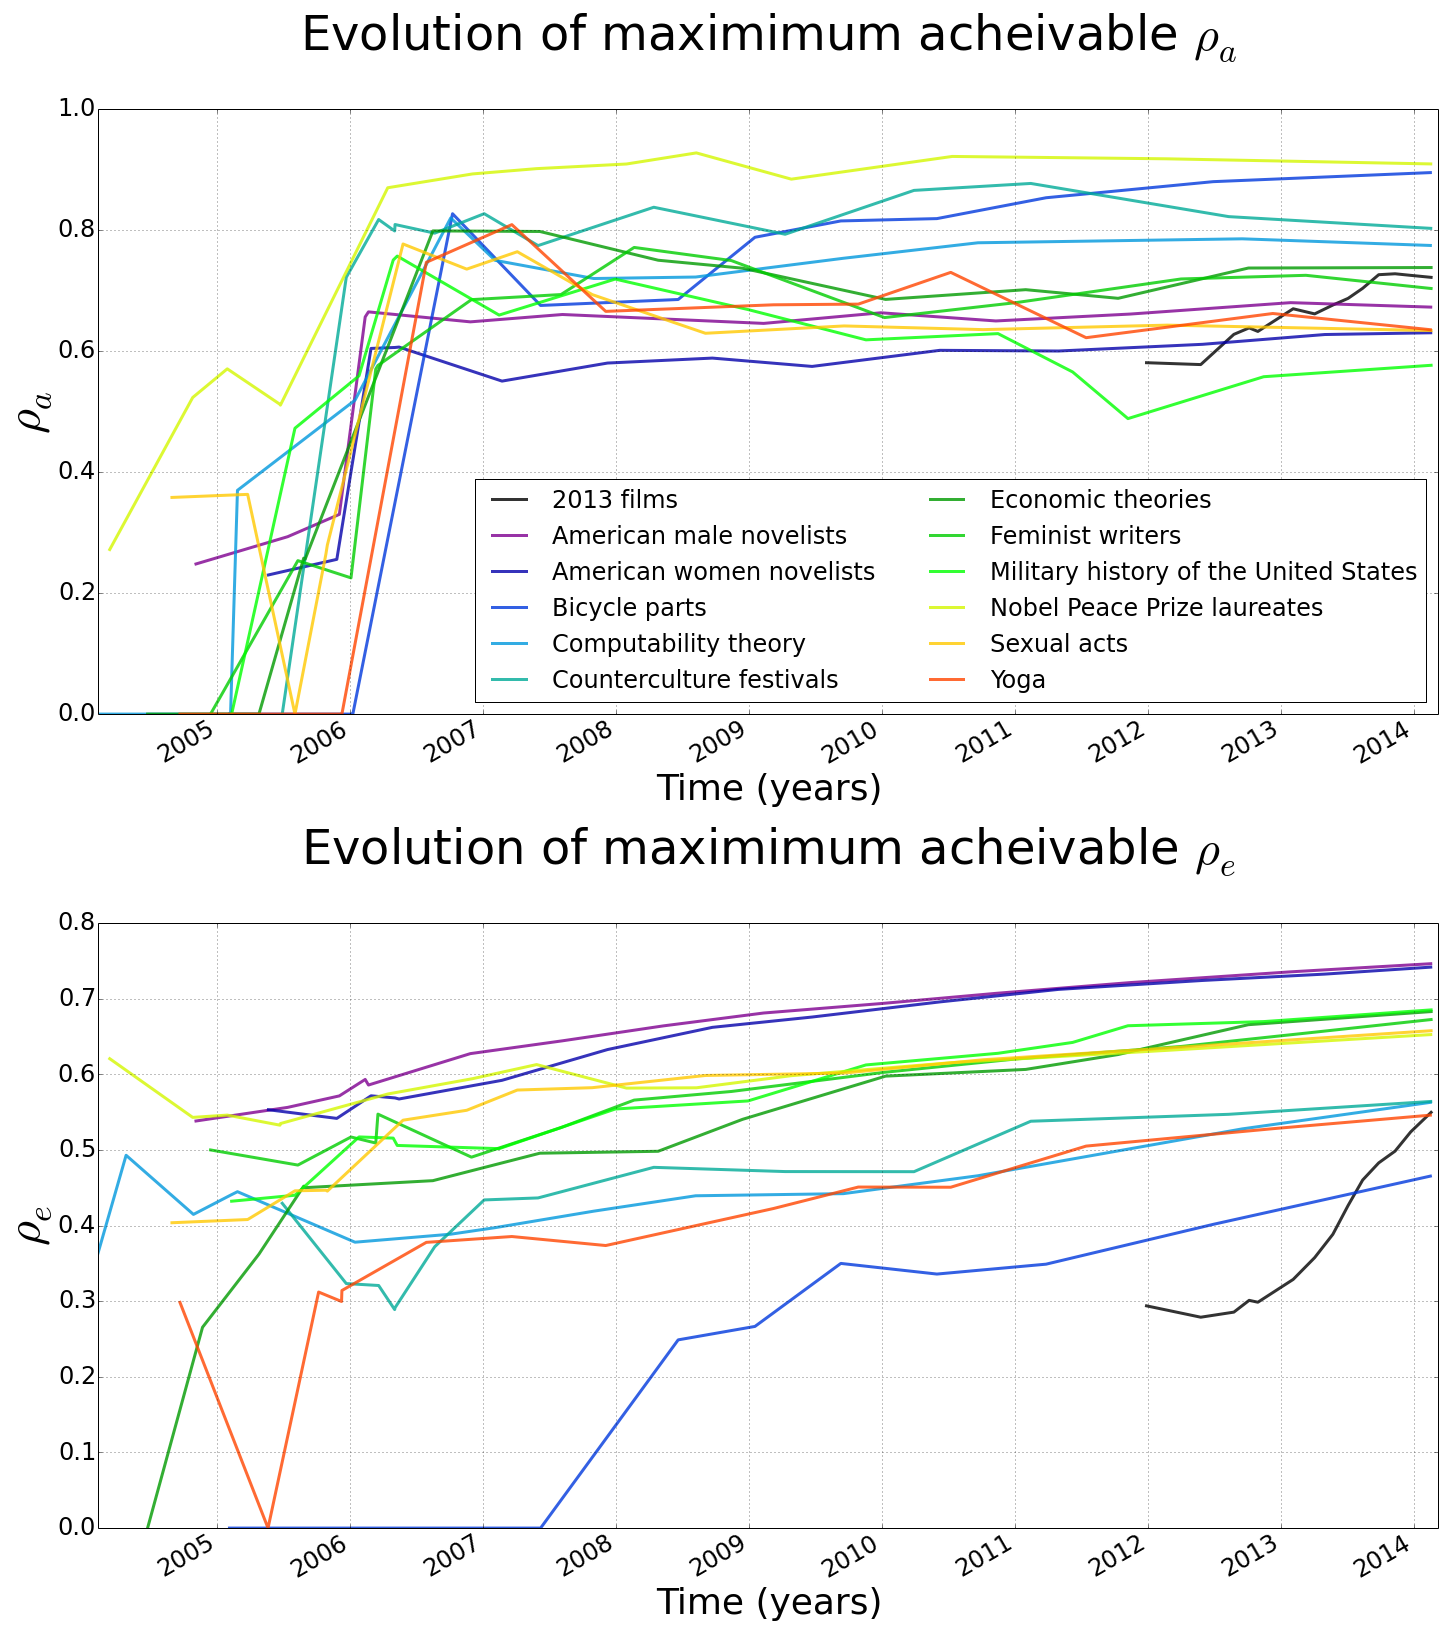 Evolution of maximimum acheivable ρₐ
1.0
0.8
0.6
0.4
0.2
0.0
ρₐ
2013 films
American male novelists
American women novelists
Bicycle parts
Computability theory
Counterculture festivals
Economic theories
Feminist writers
Military history of the United States
Nobel Peace Prize laureates
Sexual acts
Yoga
2005 2006 2007 2008 2009 2010 2011 2012 2013 2014
Time (years)
Evolution of maximimum acheivable ρₑ
0.8
0.7
0.6
0.5
0.4
0.3
0.2
0.1
0.0
ρₑ
2005 2006 2007 2008 2009 2010 2011 2012 2013 2014
Time (years)